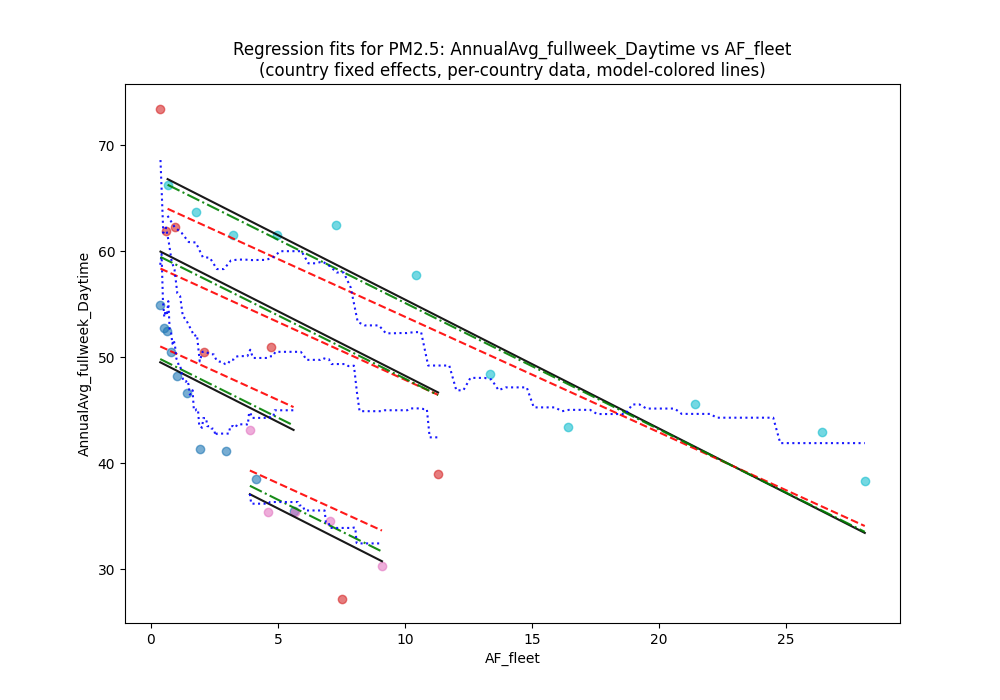 Regression fits for PM2.5: AnnualAvg_fullweek_Daytime vs AF_fleet
(country fixed effects, per-country data, model-colored lines)
AnnualAvg_fullweek_Daytime
70
60
50
40
30
0
5
10
15
20
25
AF_fleet